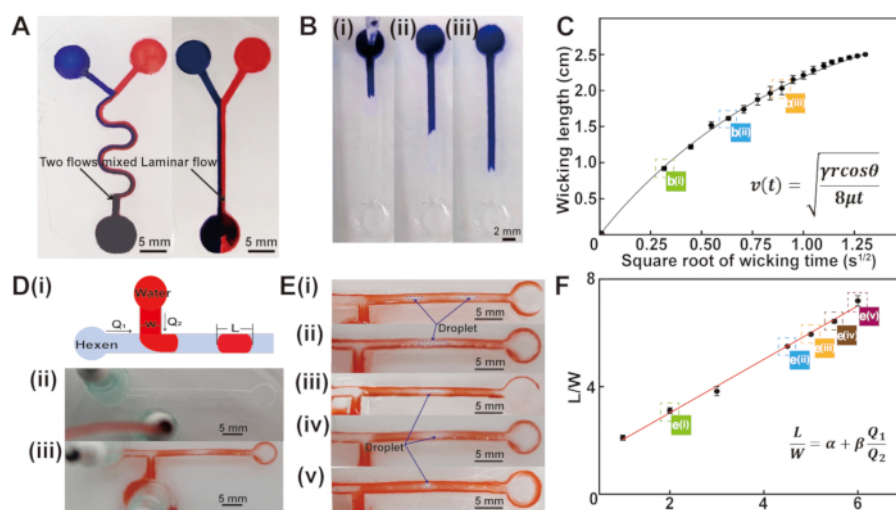 A
Two flows mixed
Laminar flow
5 mm
5 mm
B
(i)
(ii)
(iii)
2 mm
C
Wicking length (cm)
2.5
2.0
1.5
1.0
0.5
b(i)
b(ii)
b(iii)
v(t) = √(γrcosθ/8μt)
0
0.25
0.50
0.75
1.00
1.25
Square root of wicking time (s^1/2)
D(i)
Water
Q₁
W
Q₂
L
Hexen
(ii)
5 mm
(iii)
5 mm
E(i)
Droplet
5 mm
(ii)
5 mm
(iii)
5 mm
(iv)
Droplet
5 mm
(v)
5 mm
F
L/W
8
4
0
e(i)
e(ii)
e(iii)
e(iv)
e(v)
L/W = α + β Q₁/Q₂
2
4
6